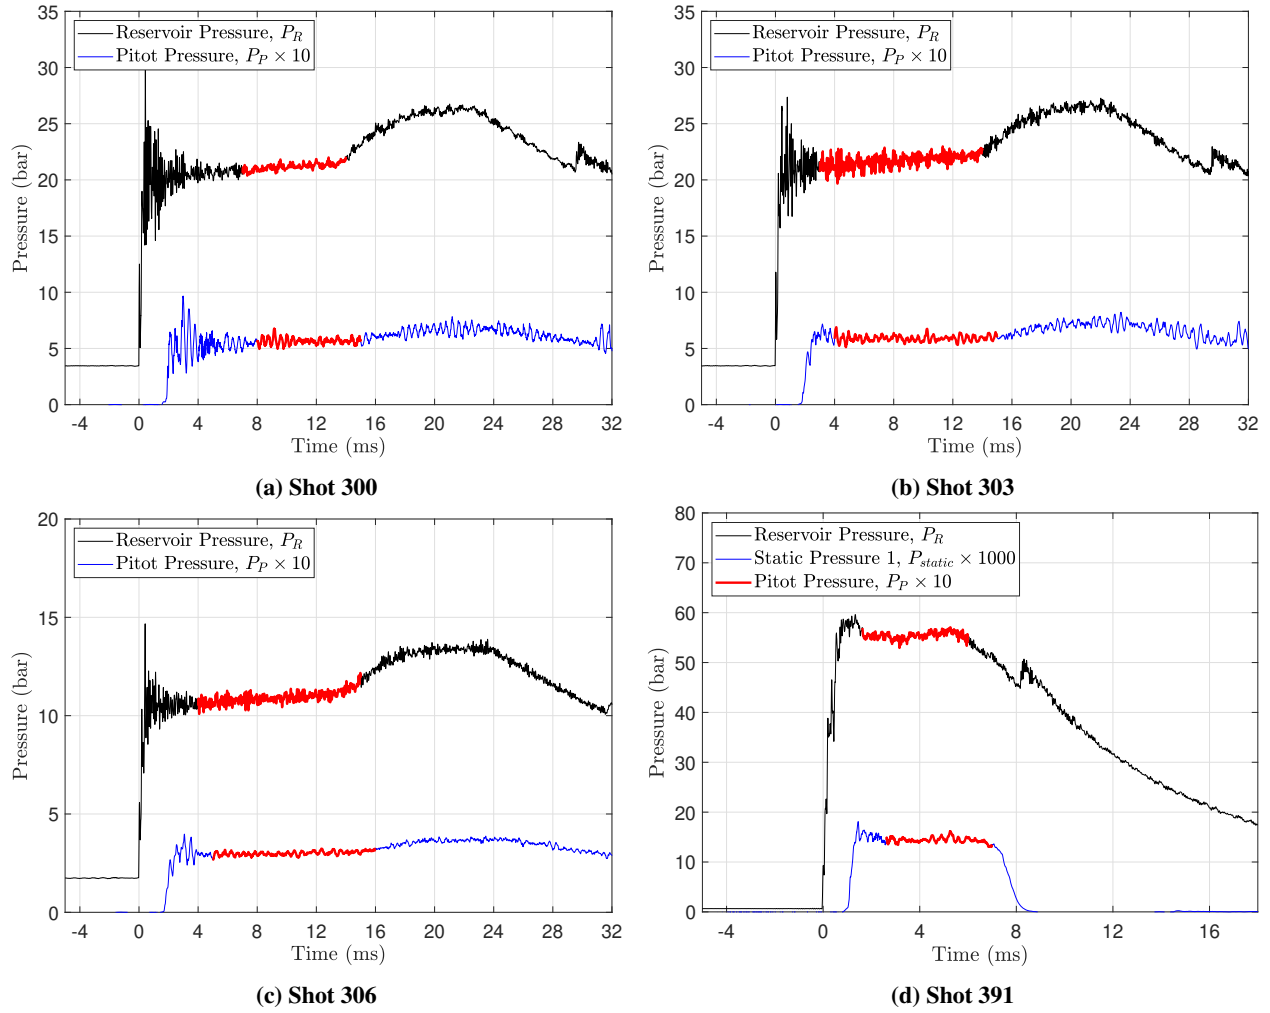 35
30
25
20
15
10
5
0
Pressure (bar)
Reservoir Pressure, P_R
Pitot Pressure, P_P × 10
-4 0 4 8 12 16 20 24 28 32
Time (ms)
(a) Shot 300
35
30
25
20
15
10
5
0
Pressure (bar)
Reservoir Pressure, P_R
Pitot Pressure, P_P × 10
-4 0 4 8 12 16 20 24 28 32
Time (ms)
(b) Shot 303
20
15
10
5
0
Pressure (bar)
Reservoir Pressure, P_R
Pitot Pressure, P_P × 10
-4 0 4 8 12 16 20 24 28 32
Time (ms)
(c) Shot 306
80
70
60
50
40
30
20
10
0
Pressure (bar)
Reservoir Pressure, P_R
Static Pressure 1, P_static × 1000
Pitot Pressure, P_P × 10
-4 0 4 8 12 16
Time (ms)
(d) Shot 391